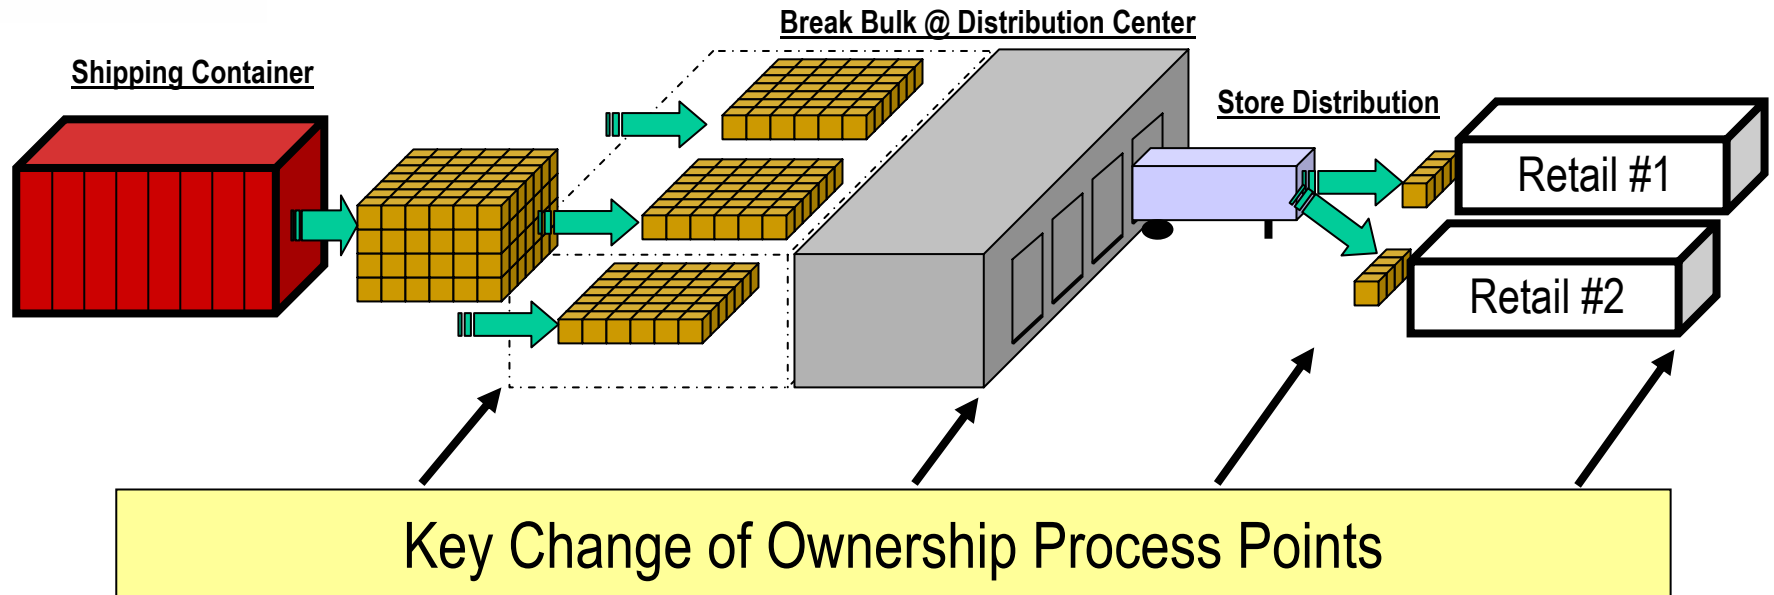 Break Bulk @ Distribution Center
Shipping Container
Store Distribution
Retail #1
Retail #2
Key Change of Ownership Process Points